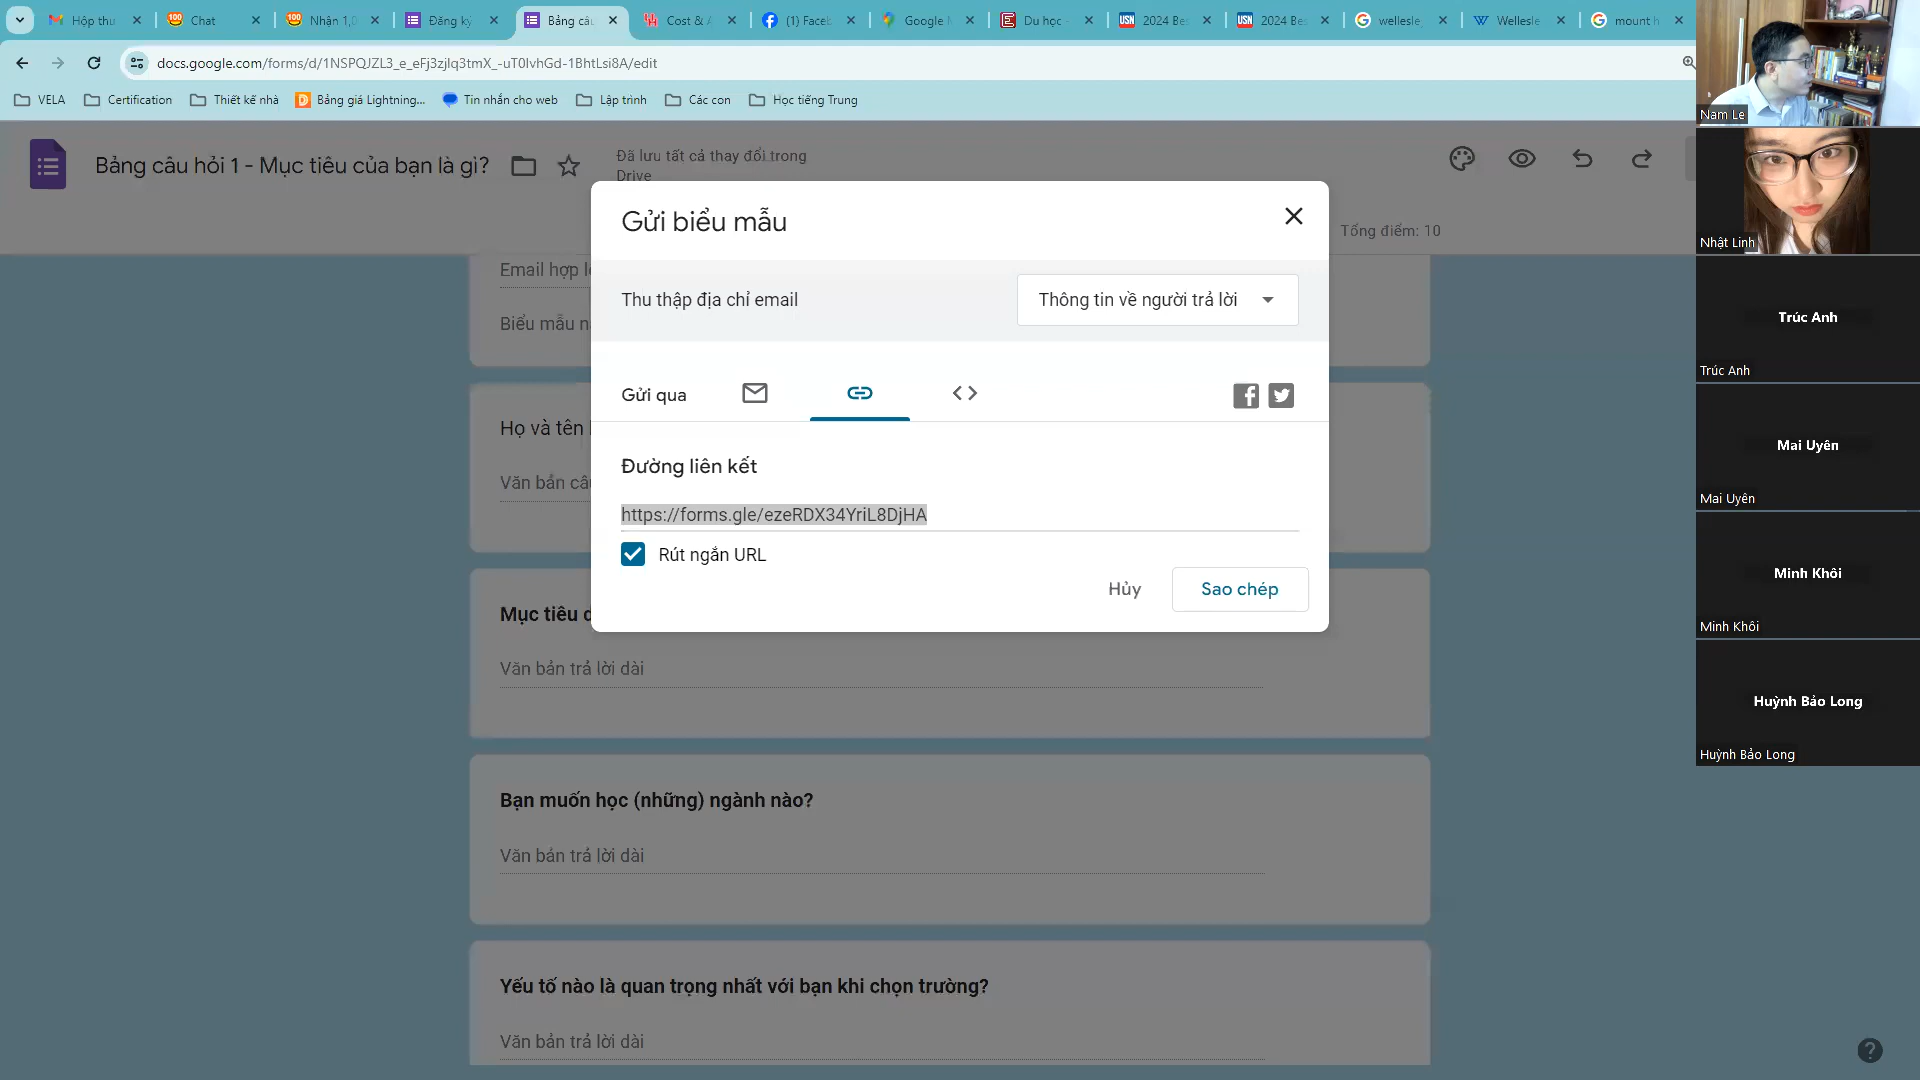 Hộp thu
Chat
Nhận 1,0
Đăng ký
Bảng câu
Cost & A
(1) Faceb
Google M
Du học -
USN
2024 Bes
USN
2024 Bes
wellesle
Wellesle
mount h
docs.google.com/forms/d/1NSPQJZL3_e_eFj3zjlq3tmX_-uT0IvhGd-1BhtLsi8A/edit
VELA
Certification
Thiết kế nhà
Bảng giá Lightning...
Tin nhắn cho web
Lập trình
Các con
Học tiếng Trung
Bảng câu hỏi 1 - Mục tiêu của bạn là gì?
Đã lưu tất cả thay đổi trong
Drive
Tổng điểm: 10
Gửi biểu mẫu
Thu thập địa chỉ email
Thông tin về người trả lời
Gửi qua
Đường liên kết
https://forms.gle/ezeRDX34YriL8DjHA
Rút ngắn URL
Hủy
Sao chép
Email hợp l
Biểu mẫu n
Họ và tên
Văn bản câ
Mục tiêu
Văn bản trả lời dài
Bạn muốn học (những) ngành nào?
Văn bản trả lời dài
Yếu tố nào là quan trọng nhất với bạn khi chọn trường?
Văn bản trả lời dài
Nam Le
Nhật Linh
Trúc Anh
Trúc Anh
Mai Uyên
Mai Uyên
Minh Khôi
Minh Khôi
Huỳnh Bảo Long
Huỳnh Bảo Long